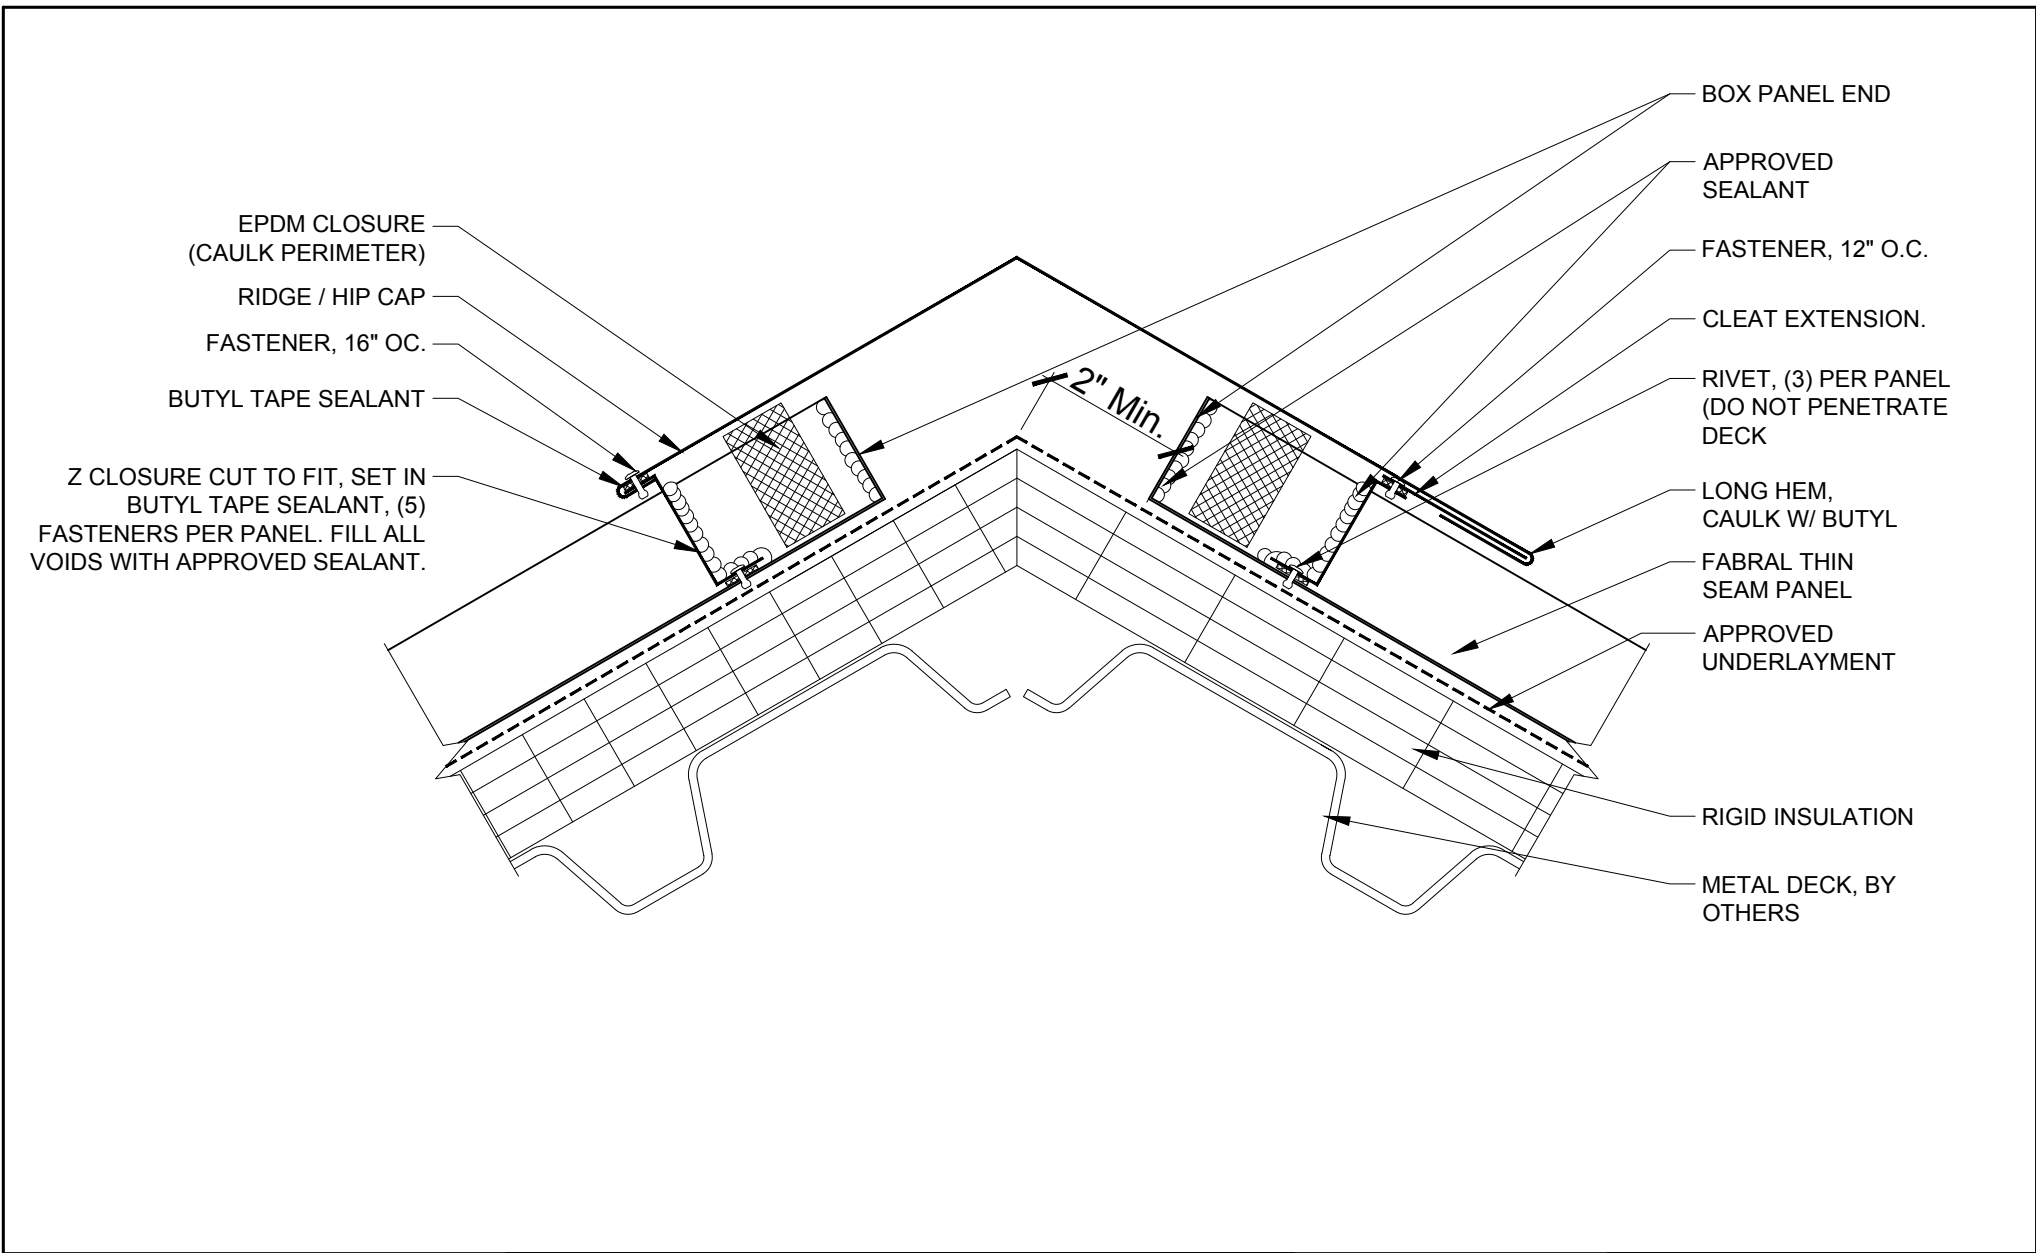 EPDM CLOSURE
(CAULK PERIMETER)
RIDGE / HIP CAP
FASTENER, 16" OC.
BUTYL TAPE SEALANT
Z CLOSURE CUT TO FIT, SET IN
BUTYL TAPE SEALANT, (5)
FASTENERS PER PANEL. FILL ALL
VOIDS WITH APPROVED SEALANT.
2" Min.
BOX PANEL END
APPROVED
SEALANT
FASTENER, 12" O.C.
CLEAT EXTENSION.
RIVET, (3) PER PANEL
(DO NOT PENETRATE
DECK
LONG HEM,
CAULK W/ BUTYL
FABRAL THIN
SEAM PANEL
APPROVED
UNDERLAYMENT
RIGID INSULATION
METAL DECK, BY
OTHERS